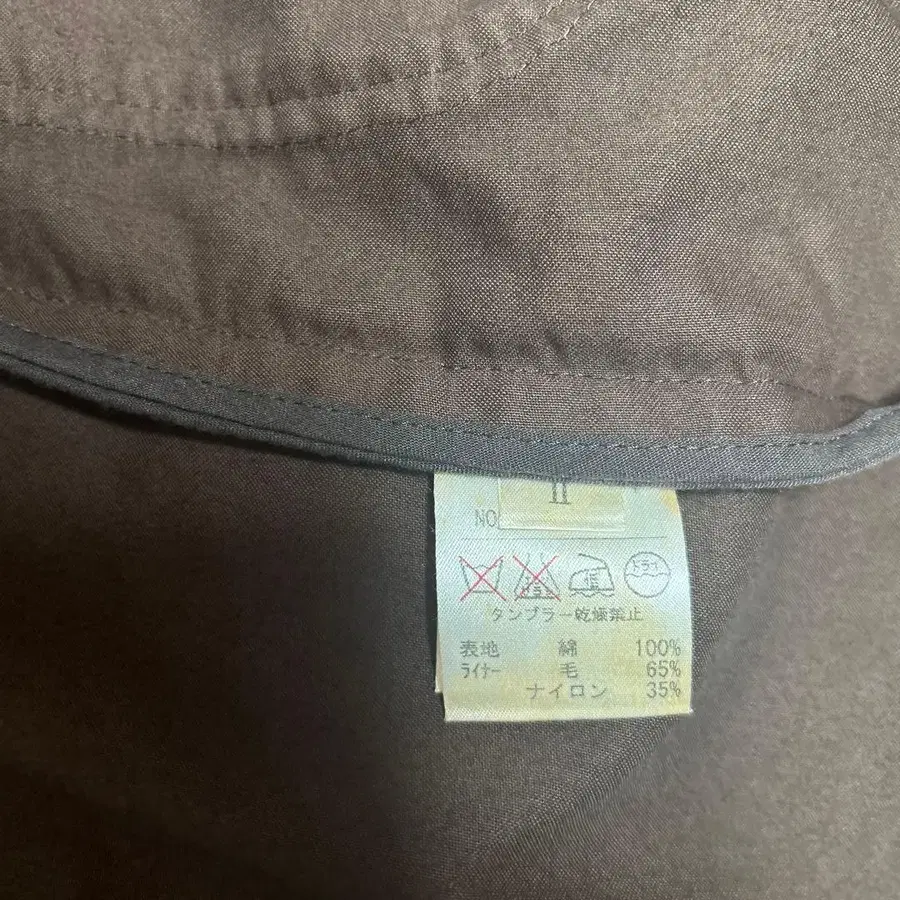 II
NO
ドライ
タンブラー乾燥禁止
表地 綿 100%
ライナー 毛 65%
ナイロン 35%